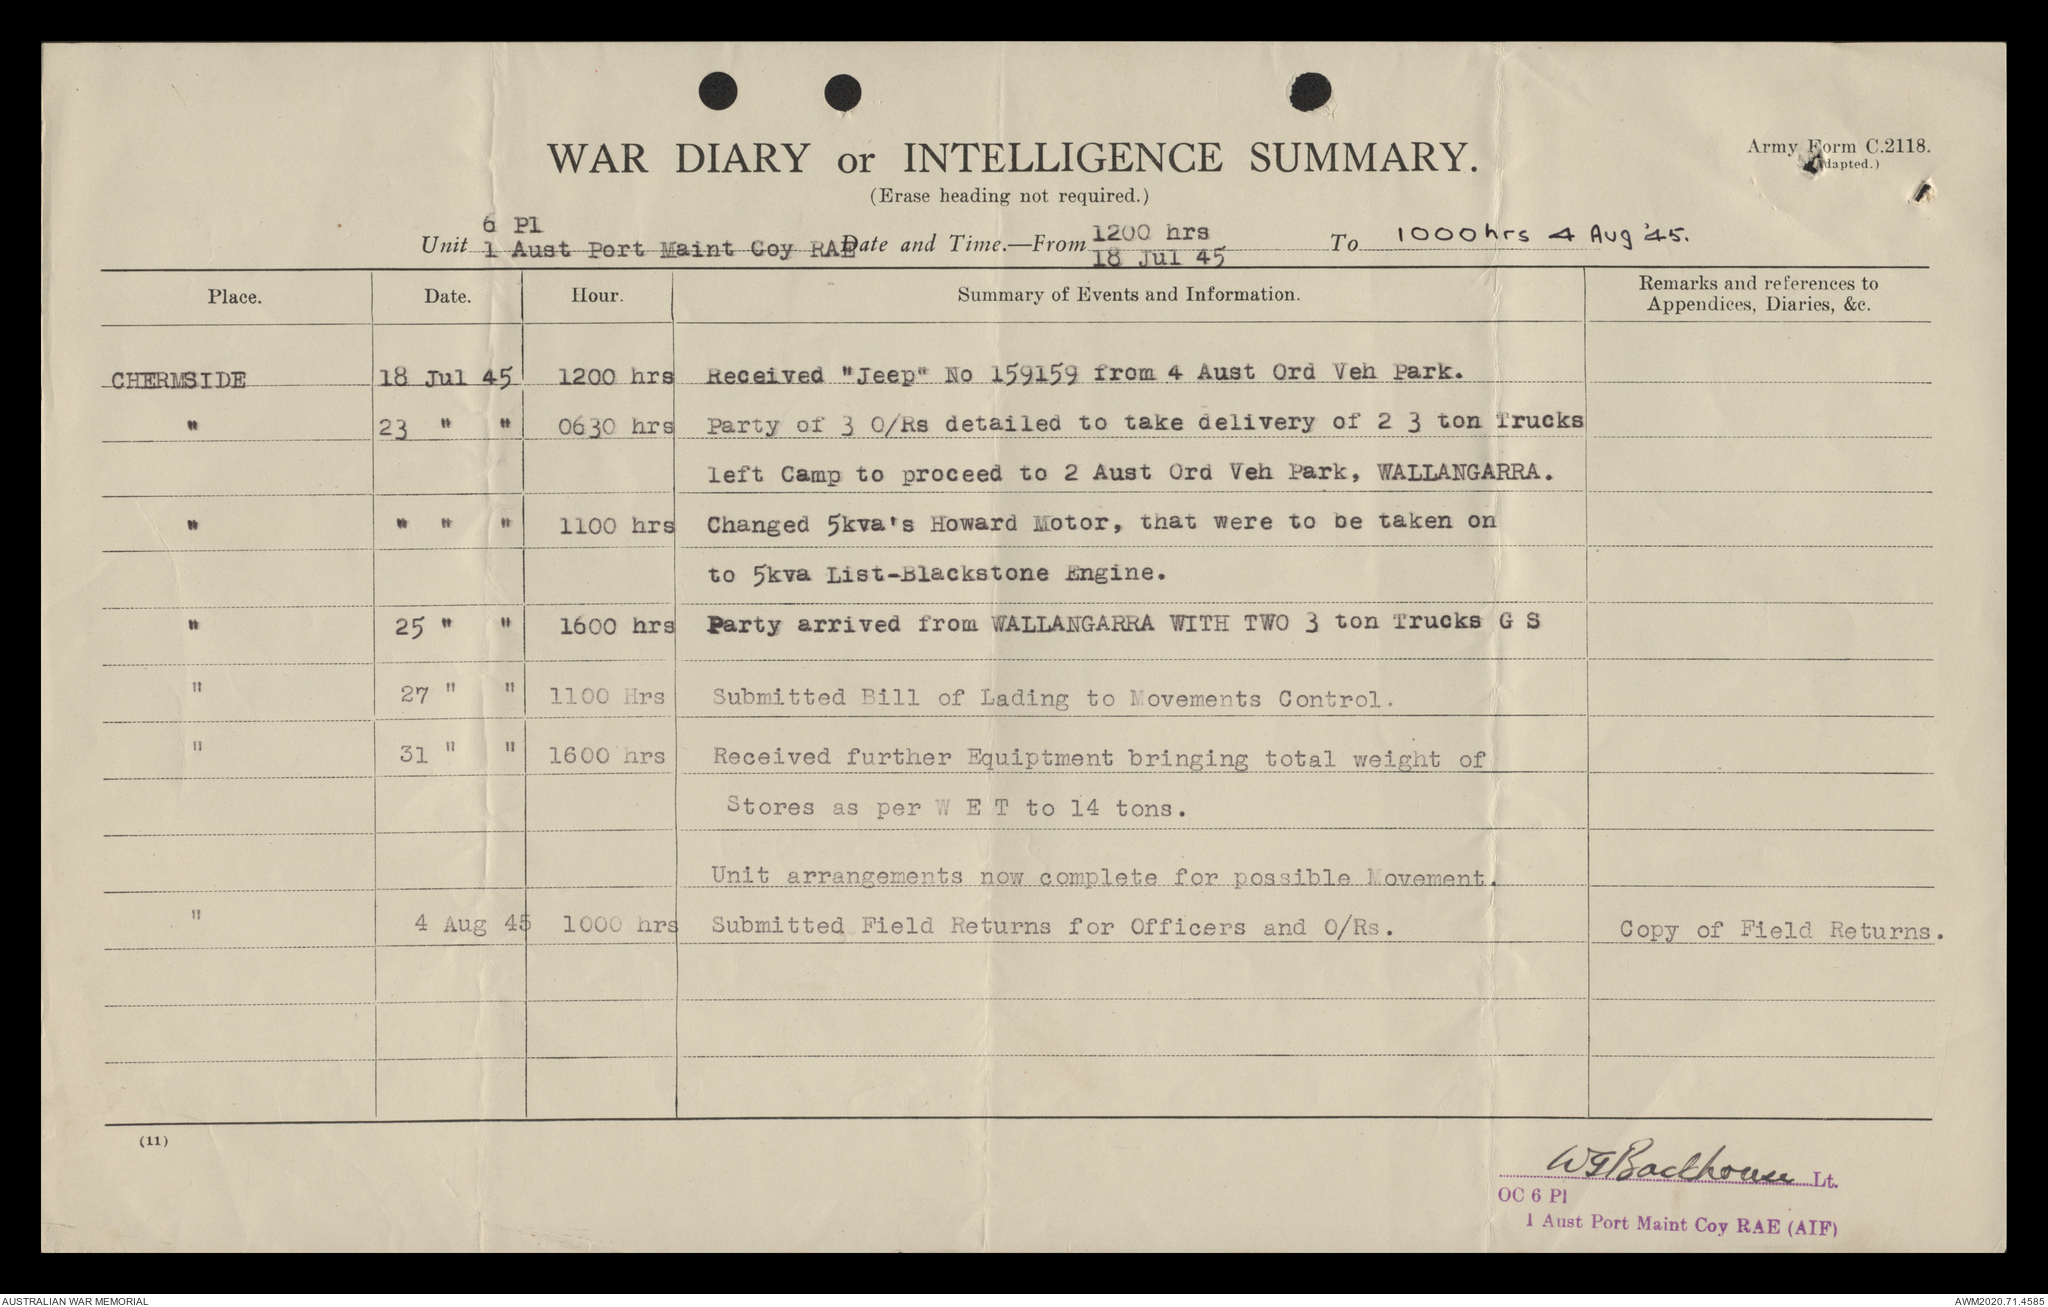 WAR DIARY or INTELLIGENCE SUMMARY.
(Erase heading not required.)
Army Form C.2118.
(Adapted.)
Unit 6 Pl
1 Aust Port Maint Coy RAE
Date and Time.—From 1200 hrs
18 Jul 45
To 1000 hrs 4 Aug '45.
Place. Date. Hour. Summary of Events and Information. Remarks and references to
Appendices, Diaries, &c.
CHERMSIDE 18 Jul 45 1200 hrs Received "Jeep" No 159159 from 4 Aust Ord Veh Park.
" 23 " " 0630 hrs Party of 3 O/Rs detailed to take delivery of 2 3 ton Trucks
left Camp to proceed to 2 Aust Ord Veh Park, WALLANGARRA.
" " " " 1100 hrs Changed 5kva's Howard Motor, that were to be taken on
to 5kva List-Blackstone Engine.
" 25 " " 1600 hrs Party arrived from WALLANGARRA WITH TWO 3 ton Trucks G S
" 27 " " 1100 Hrs Submitted Bill of Lading to Movements Control.
" 31 " " 1600 hrs Received further Equiptment bringing total weight of
Stores as per W E T to 14 tons.
Unit arrangements now complete for possible Movement.
" 4 Aug 45 1000 hrs Submitted Field Returns for Officers and O/Rs. Copy of Field Returns.
(11)
WGBackhouse Lt.
OC 6 Pl
1 Aust Port Maint Coy RAE (AIF)
AUSTRALIAN WAR MEMORIAL
AWM2020.71.4585